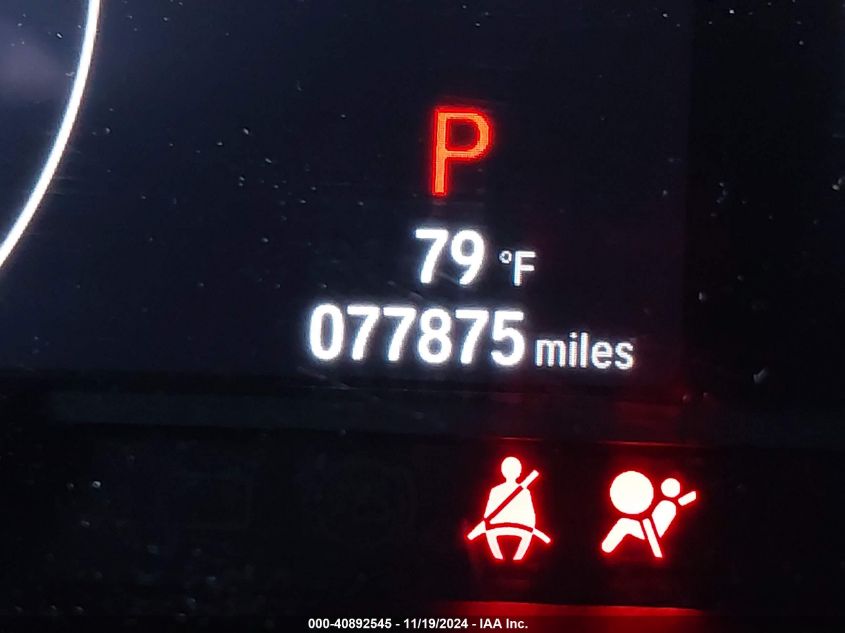 P
79 °F
077875 miles
000-40892545 - 11/19/2024 - IAA Inc.